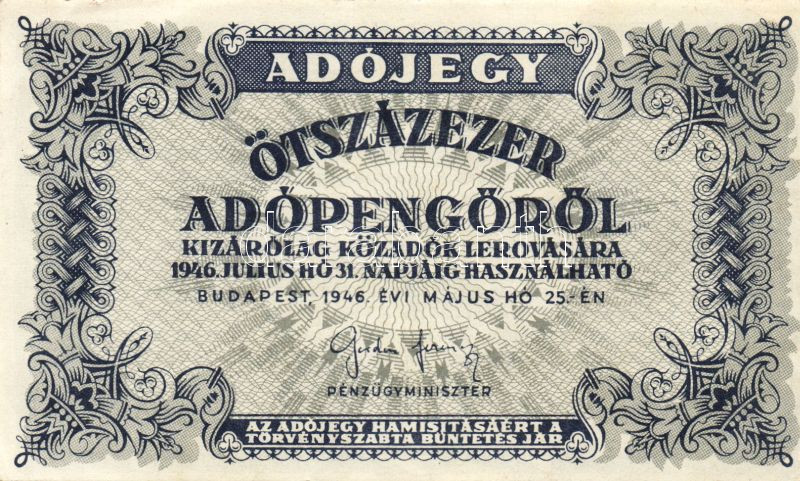 ADÓJEGY
ÖTSZÁZEZER
ADÓPENGŐRŐL
KIZÁRÓLAG KÖZADÓK LEROVÁSÁRA
1946. JULIUS HÓ 31. NAPJÁIG HASZNÁLHATÓ
BUDAPEST, 1946. ÉVI MÁJUS HÓ 25.-ÉN
PÉNZÜGYMINISZTER
AZ ADÓJEGY HAMISITÁSÁÉRT A
TÖRVÉNYSZABTA BÜNTETÉS JÁR